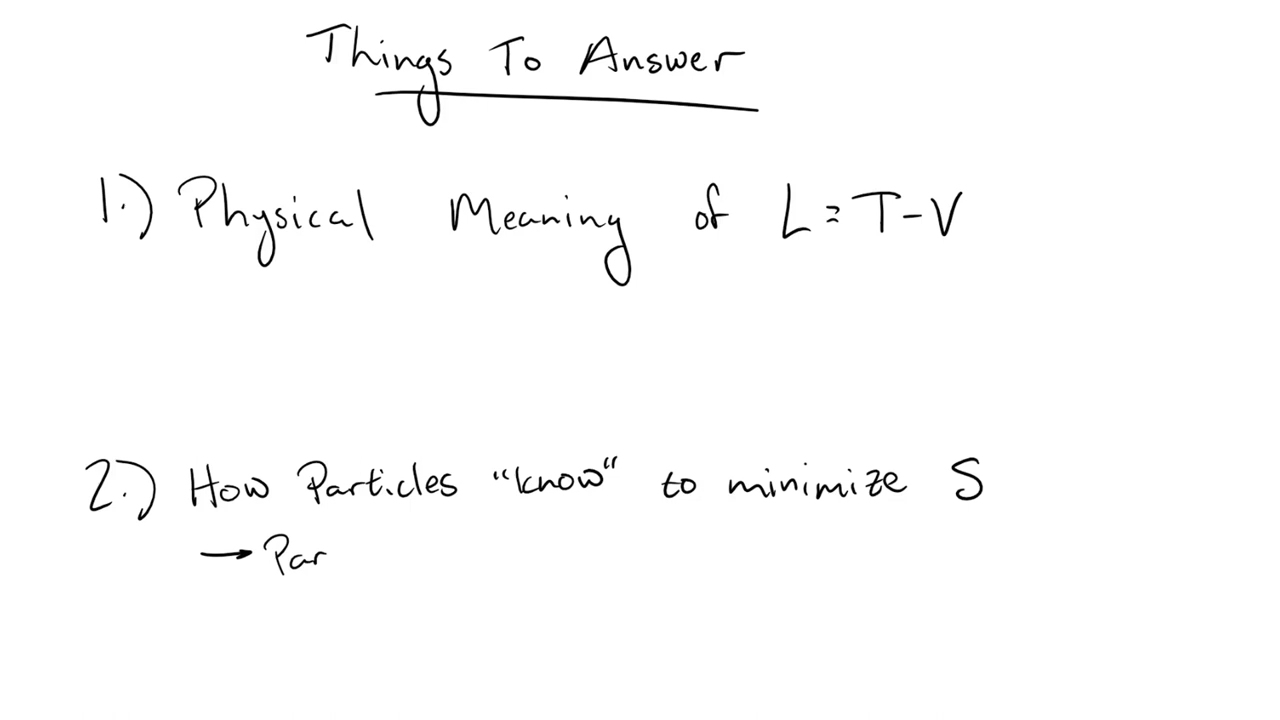 Things To Answer
1.) Physical Meaning of L = T - V
2.) How Particles "know" to minimize S
→ Par